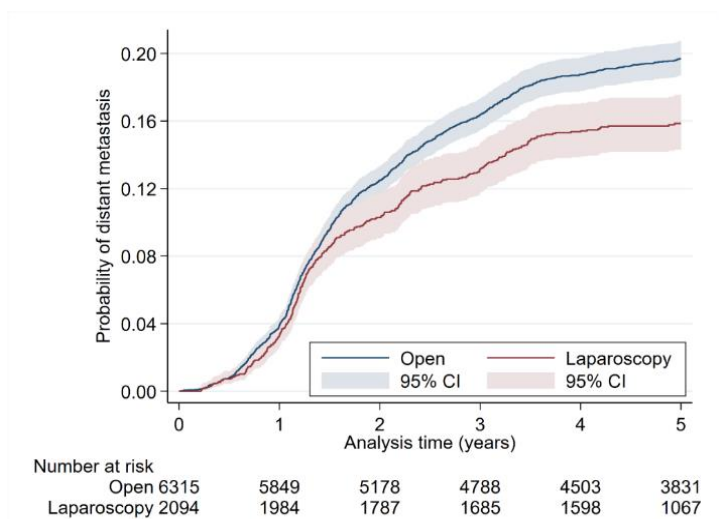 0.20
0.16
0.12
0.08
0.04
0.00
Probability of distant metastasis
Open Laparoscopy
95% CI 95% CI
0 1 2 3 4 5
Analysis time (years)
Number at risk
Open 6315 5849 5178 4788 4503 3831
Laparoscopy 2094 1984 1787 1685 1598 1067